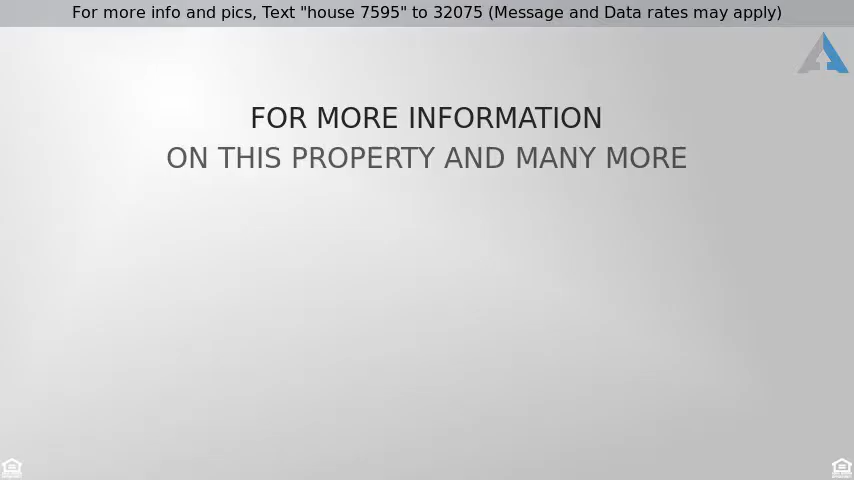 For more info and pics, Text "house 7595" to 32075 (Message and Data rates may apply)
FOR MORE INFORMATION
ON THIS PROPERTY AND MANY MORE